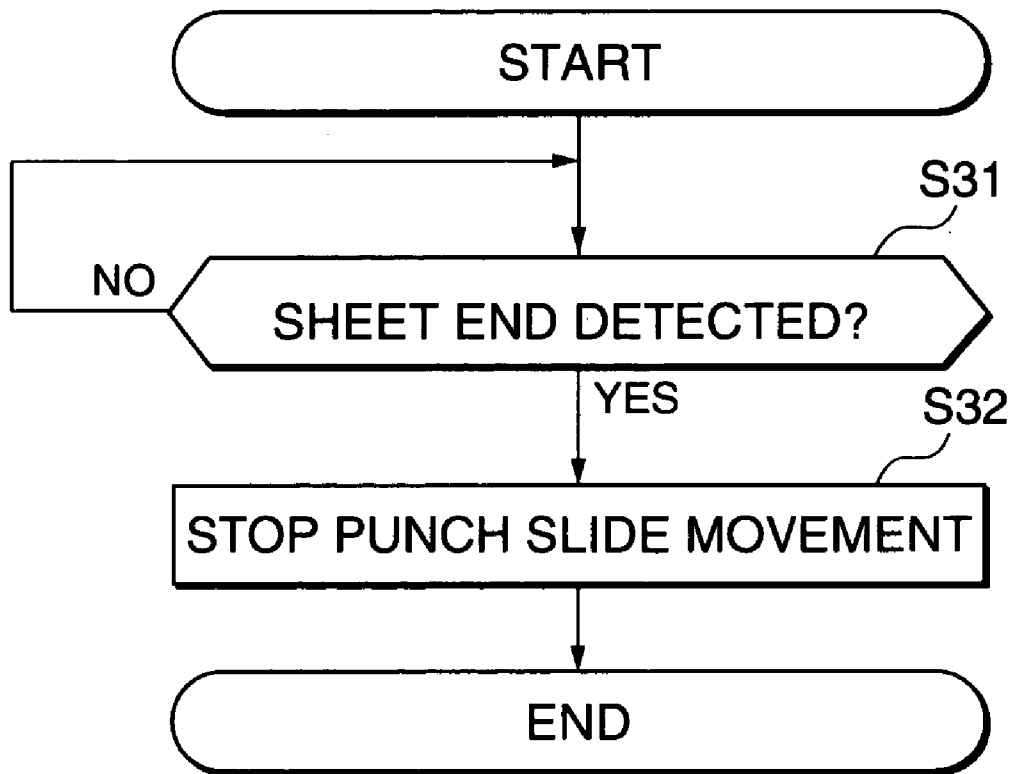 START
S31
NO
SHEET END DETECTED?
YES
S32
STOP PUNCH SLIDE MOVEMENT
END